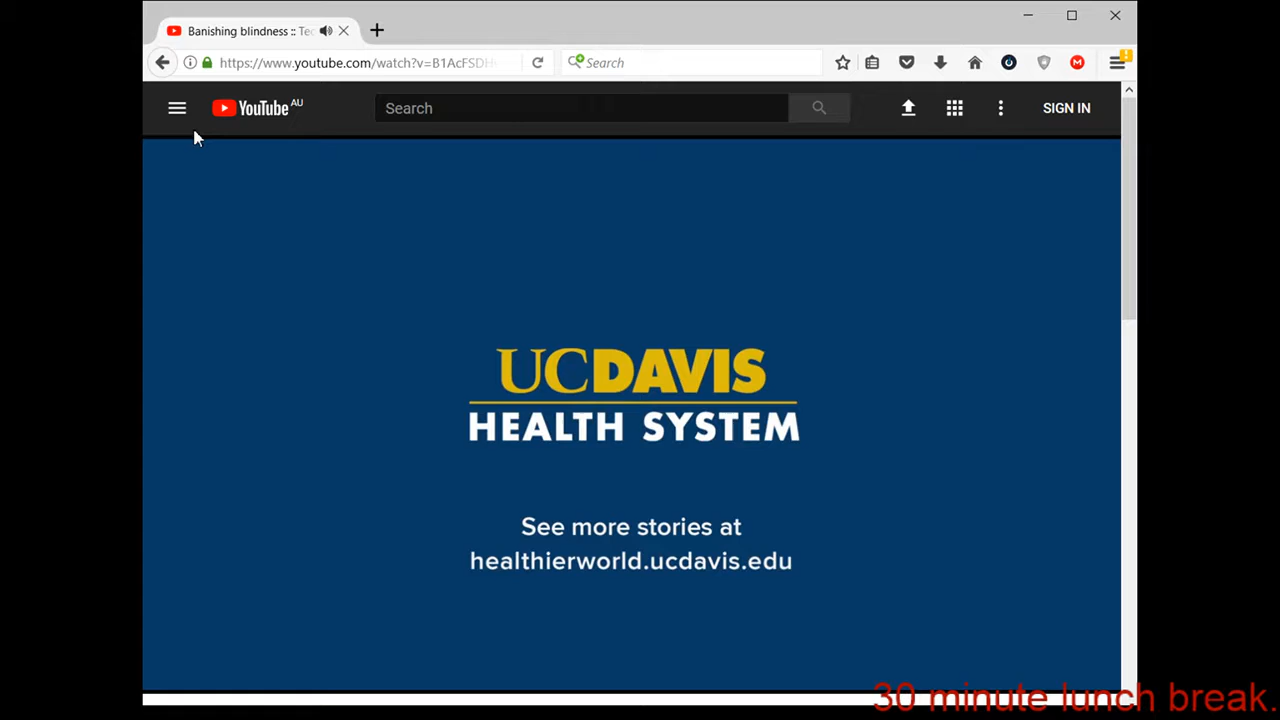 Banishing blindness :: Tec
https://www.youtube.com/watch?v=B1AcFSDH
Search
YouTube AU
Search
SIGN IN
UCDAVIS
HEALTH SYSTEM
See more stories at
healthierworld.ucdavis.edu
30 minute lunch break.